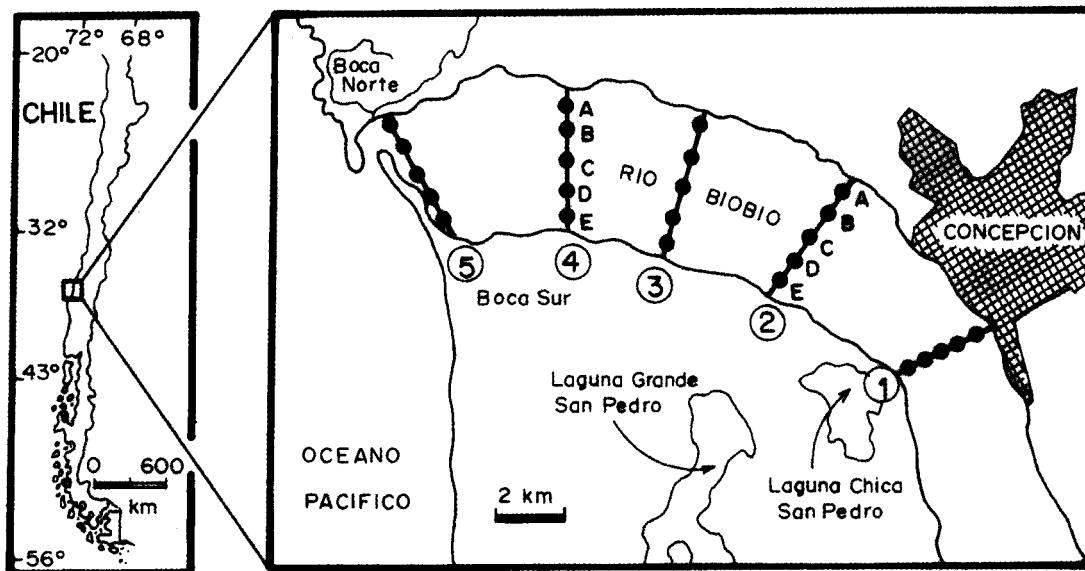 72° 68°
20°
CHILE
32°
43°
0 600
km
56°
Boca
Norte
A
B
C
D
E
RIO
BIOBIO
A
B
C
D
E
CONCEPCION
5
4
3
2
1
Boca Sur
Laguna Grande
San Pedro
Laguna Chica
San Pedro
OCEANO
PACIFICO
2 km